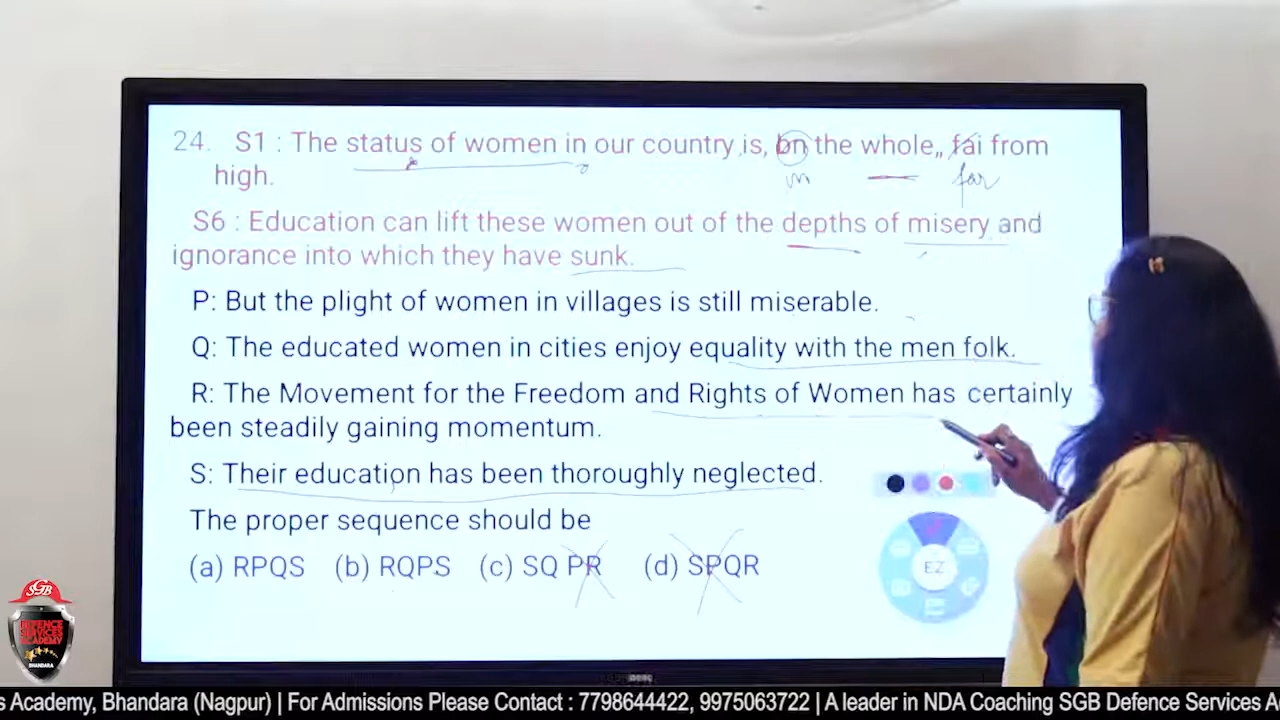 24. S1 : The status of women in our country is, bn the whole,, fai from
m far
high.
S6 : Education can lift these women out of the depths of misery and
ignorance into which they have sunk.
P: But the plight of women in villages is still miserable.
Q: The educated women in cities enjoy equality with the men folk.
R: The Movement for the Freedom and Rights of Women has certainly
been steadily gaining momentum.
S: Their education has been thoroughly neglected.
The proper sequence should be
(a) RPQS (b) RQPS (c) SQ PR (d) SPQR
EZ
SGB
DEFENCE
SERVICES
ACADEMY
BHANDARA
s Academy, Bhandara (Nagpur) | For Admissions Please Contact : 7798644422, 9975063722 | A leader in NDA Coaching SGB Defence Services A